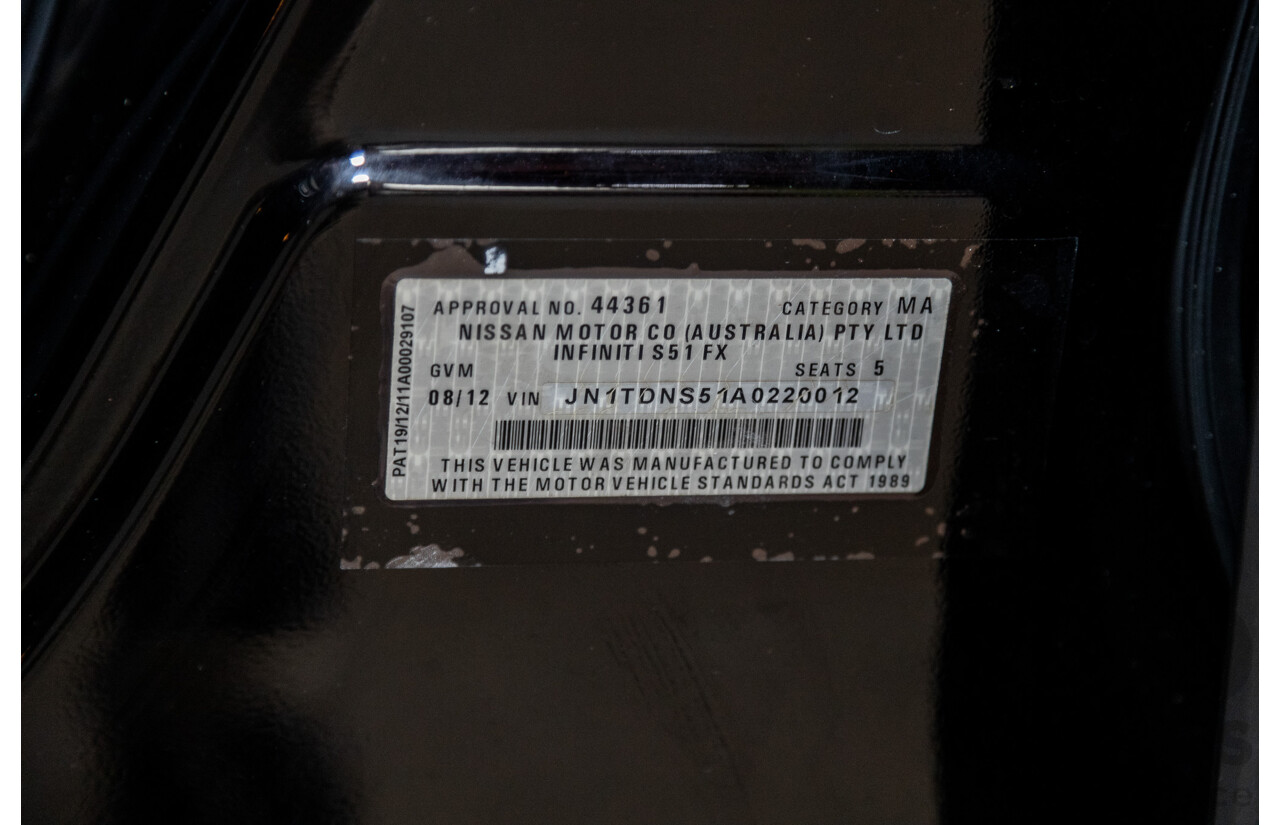 APPROVAL NO. 44361 CATEGORY MA
NISSAN MOTOR CO (AUSTRALIA) PTY LTD
INFINITI S51 FX
GVM SEATS 5
08/12 VIN JN1TDNS51A0220012
THIS VEHICLE WAS MANUFACTURED TO COMPLY
WITH THE MOTOR VEHICLE STANDARDS ACT 1989
PAT19/12/11A00029107